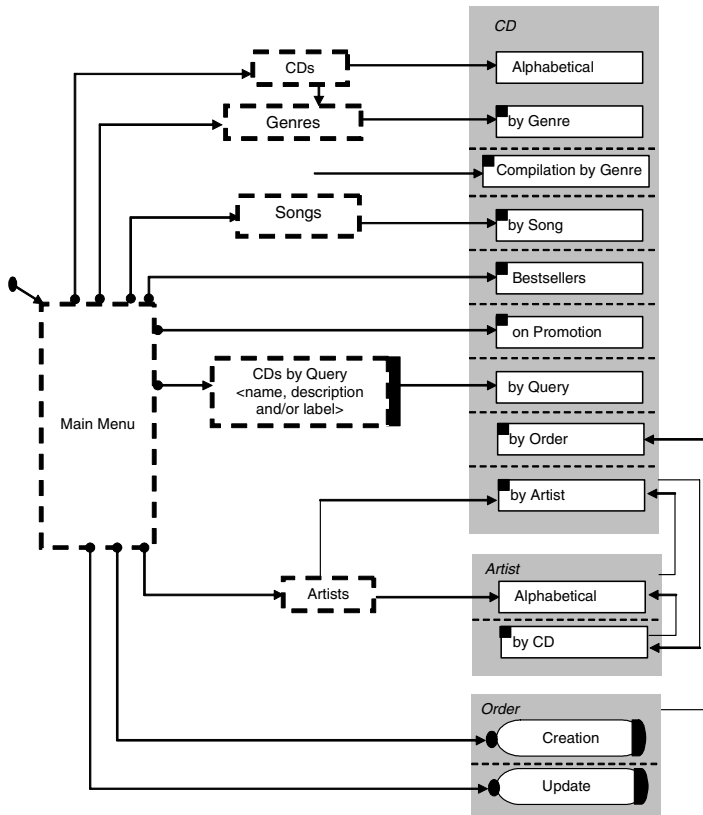 CD
CDs
Alphabetical
Genres
by Genre
Compilation by Genre
Songs
by Song
Bestsellers
on Promotion
CDs by Query
<name, description
and/or label>
by Query
Main Menu
by Order
by Artist
Artist
Artists
Alphabetical
by CD
Order
Creation
Update